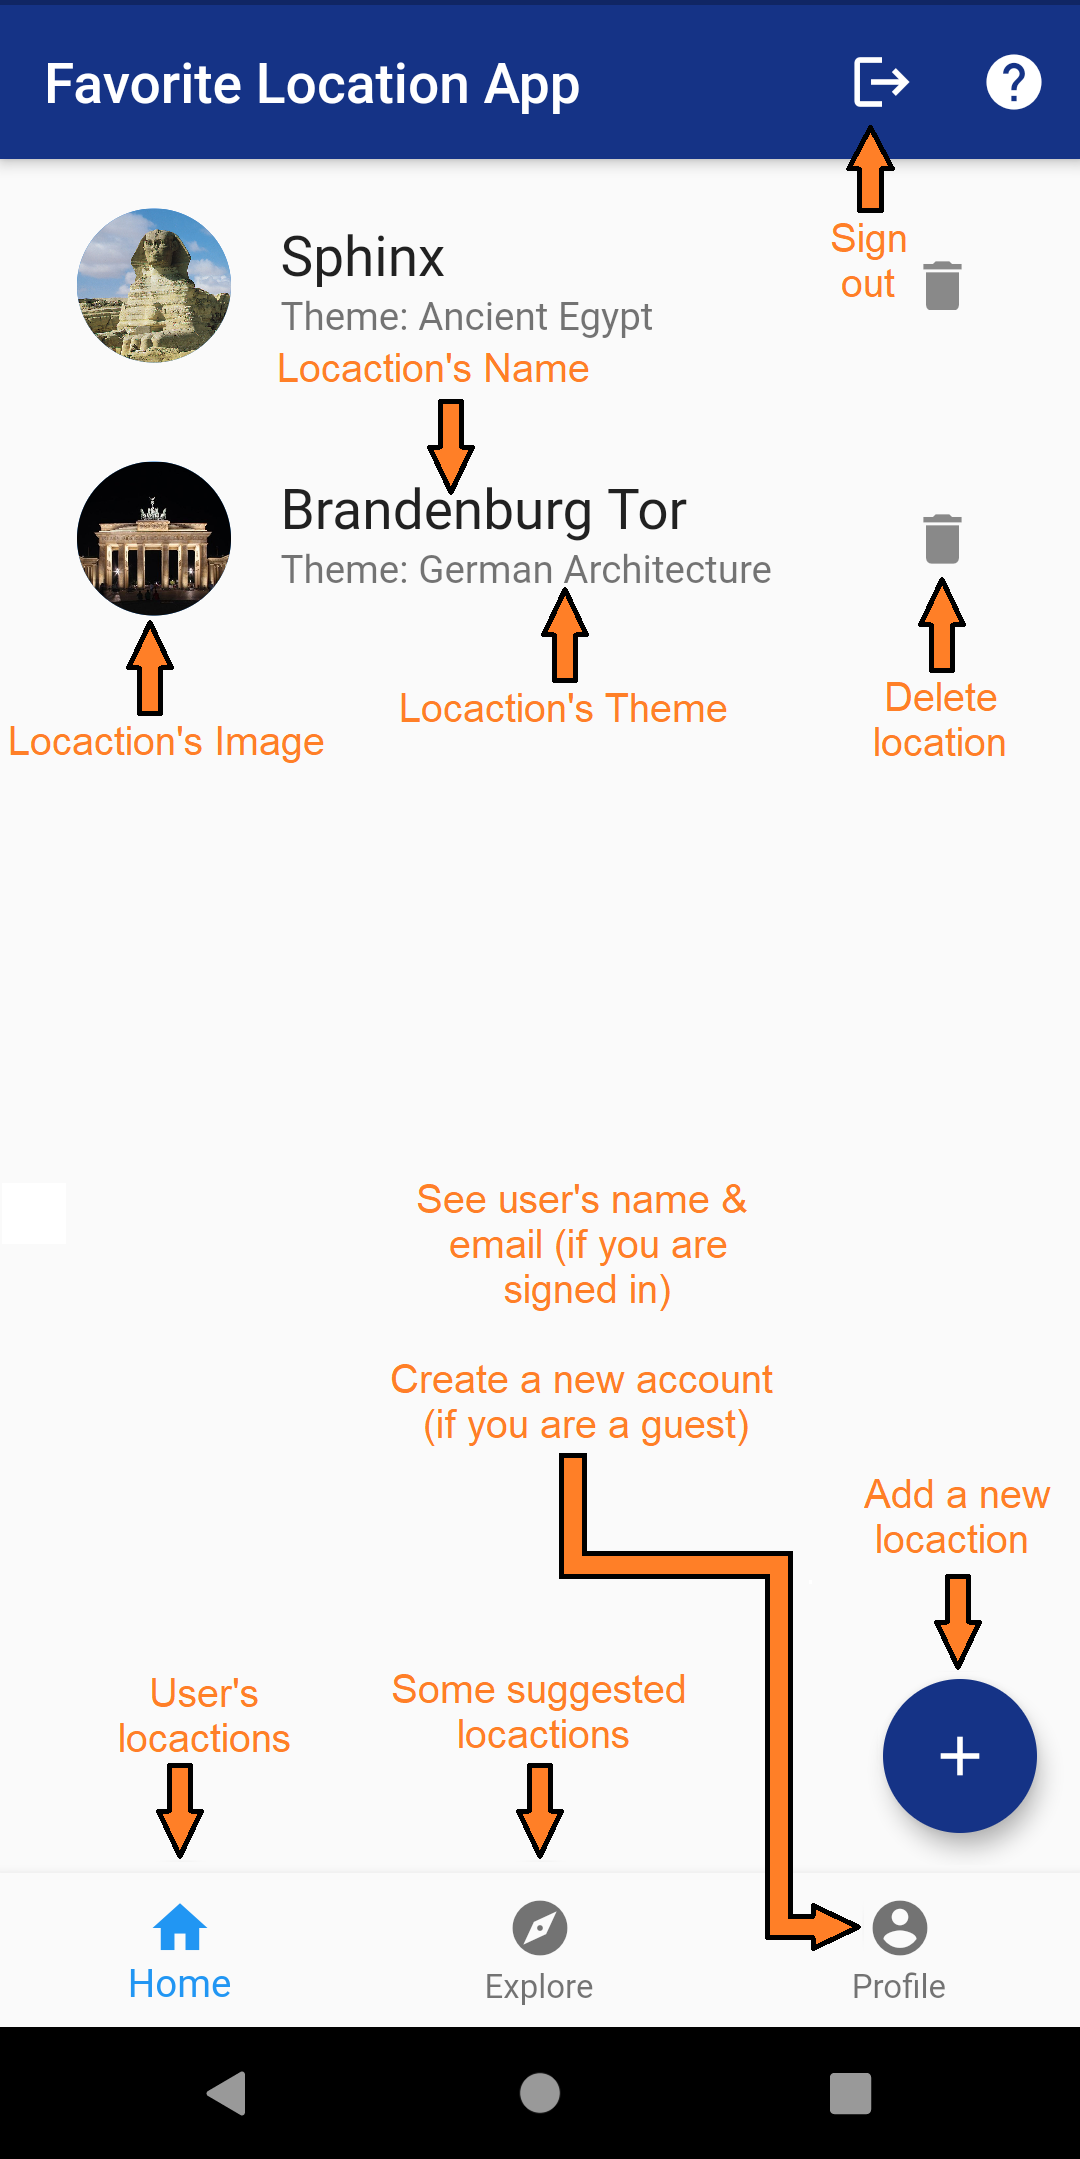 Favorite Location App
Sign
out
Sphinx
Theme: Ancient Egypt
Locaction's Name
Brandenburg Tor
Theme: German Architecture
Locaction's Image
Locaction's Theme
Delete
location
See user's name &
email (if you are
signed in)
Create a new account
(if you are a guest)
Add a new
locaction
User's
locactions
Some suggested
locactions
+
Home
Explore
Profile